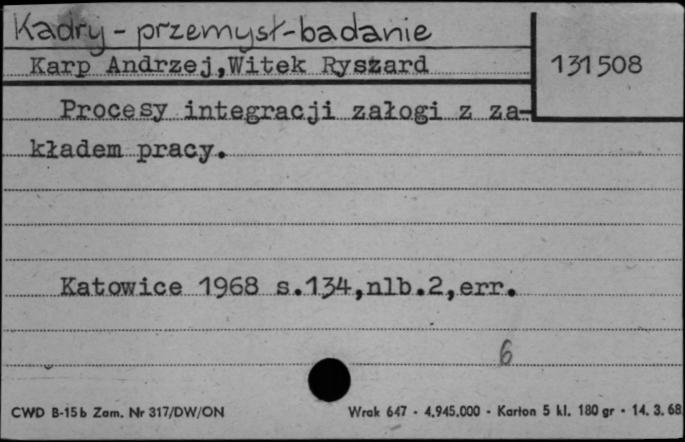 Kadry - przemysł-badanie
Karp Andrzej,Witek Ryszard
131508
Procesy integracji załogi z za-
kładem pracy.
Katowice 1968 s.134,nlb.2,err.
6
CWD B-15b Zam. Nr 317/DW/ON
Wrak 647 - 4.945.000 - Karton 5 kl. 180 gr - 14. 3. 68